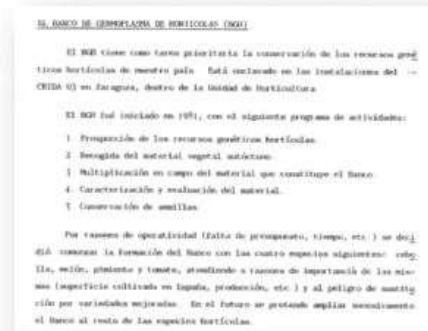 EL BANCO DE GERMOPLASMA DE HORTICOLAS (BGH)
El BGH tiene como tarea prioritaria la conservación de los recursos gené
ticos hortícolas de nuestro país Está enclavado en las instalaciones del --
CRIDA 03 en Zaragoza, dentro de la Unidad de Horticultura
El BGH fué iniciado en 1981, con el siguiente programa de actividades:
1 Prospección de los recursos genéticos hortícolas.
2 Recogida del material vegetal autóctono.
3 Multiplicación en campo del material que constituye el Banco.
4. Caracterización y evaluación del material.
5 Conservación de semillas.
Por razones de operatividad (falta de presupuesto, tiempo, etc ) se deci
dió comenzar la formación del Banco con las cuatro especies siguientes: cebo
lla, melón, pimiento y tomate, atendiendo a razones de importancia de las mis-
mas (superficie cultivada en España, producción, etc ) y al peligro de sustitu
ción por variedades mejoradas. En el futuro se pretende ampliar sucesivamente
el Banco al resto de las especies hortícolas.